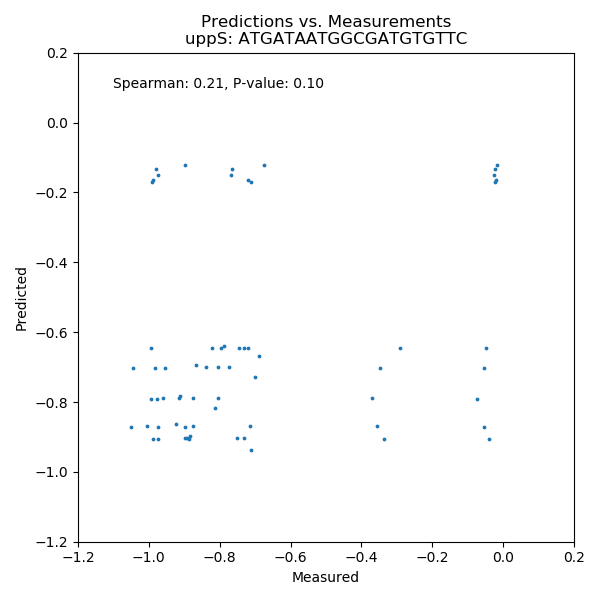 Predictions vs. Measurements
uppS: ATGATAATGGCGATGTGTTC
Spearman: 0.21, P-value: 0.10
0.2
0.0
−0.2
−0.4
−0.6
−0.8
−1.0
−1.2
Predicted
−1.2 −1.0 −0.8 −0.6 −0.4 −0.2 0.0 0.2
Measured